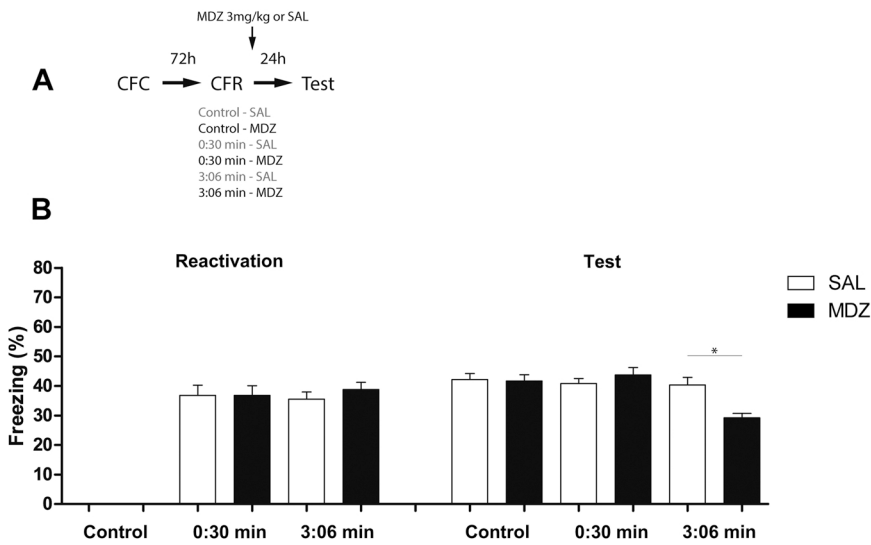 MDZ 3mg/kg or SAL
72h 24h
A CFC CFR Test
Control - SAL
Control - MDZ
0:30 min - SAL
0:30 min - MDZ
3:06 min - SAL
3:06 min - MDZ
B
Reactivation Test
SAL
MDZ
Freezing (%)
80
70
60
50
40
30
20
10
0
*
Control 0:30 min 3:06 min Control 0:30 min 3:06 min